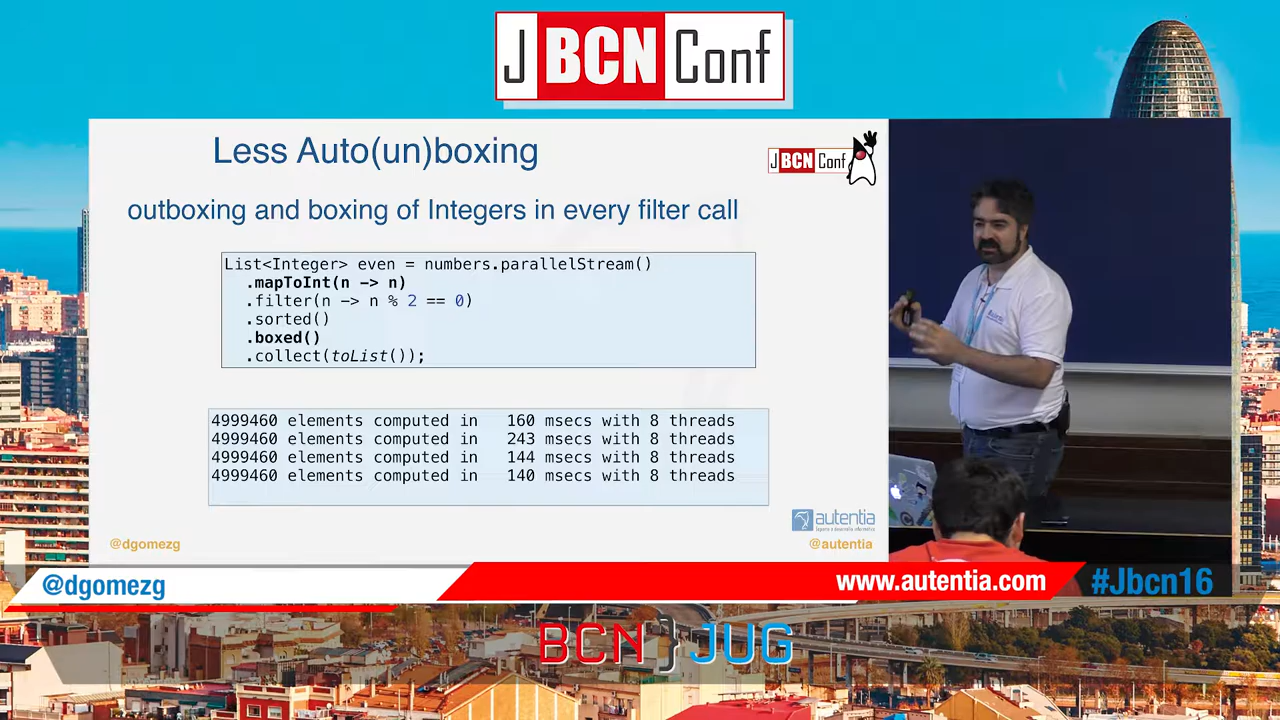 JBCNConf
Less Auto(un)boxing
JBCNConf
outboxing and boxing of Integers in every filter call
List<Integer> even = numbers.parallelStream()
.mapToInt(n -> n)
.filter(n -> n % 2 == 0)
.sorted()
.boxed()
.collect(toList());
4999460 elements computed in 160 msecs with 8 threads
4999460 elements computed in 243 msecs with 8 threads
4999460 elements computed in 144 msecs with 8 threads
4999460 elements computed in 140 msecs with 8 threads
autentia
Soporte a desarrollo informático
@dgomezg
@autentia
@dgomezg
www.autentia.com
#Jbcn16
BCN JUG